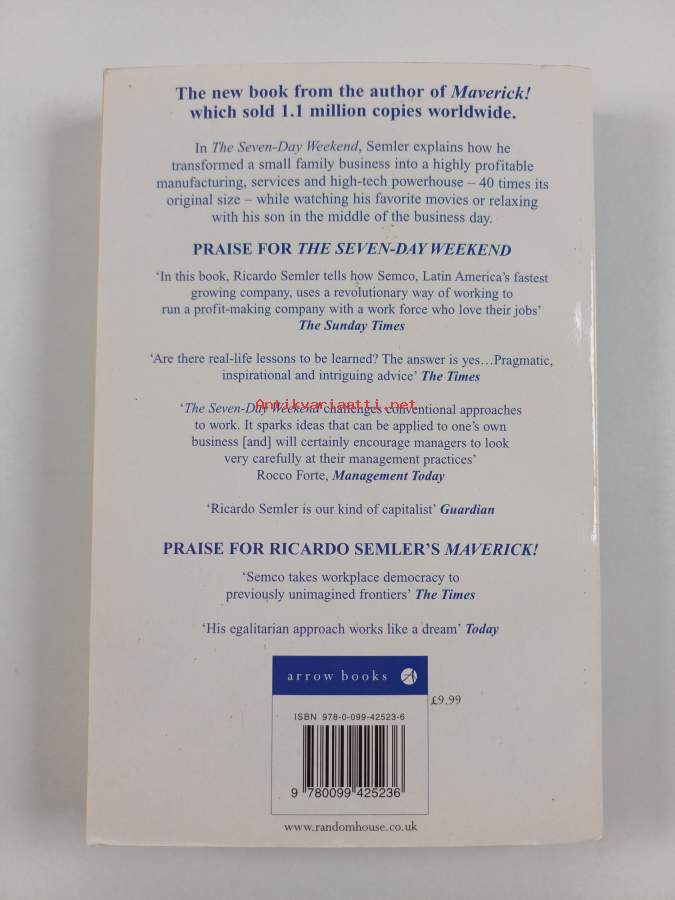 The new book from the author of Maverick!
which sold 1.1 million copies worldwide.
In The Seven-Day Weekend, Semler explains how he
transformed a small family business into a highly profitable
manufacturing, services and high-tech powerhouse – 40 times its
original size – while watching his favorite movies or relaxing
with his son in the middle of the business day.
PRAISE FOR THE SEVEN-DAY WEEKEND
‘In this book, Ricardo Semler tells how Semco, Latin America’s fastest
growing company, uses a revolutionary way of working to
run a profit-making company with a work force who love their jobs’
The Sunday Times
‘Are there real-life lessons to be learned? The answer is yes…Pragmatic,
inspirational and intriguing advice’ The Times
Antikvariaatti.net
‘The Seven-Day Weekend challenges conventional approaches
to work. It sparks ideas that can be applied to one’s own
business [and] will certainly encourage managers to look
very carefully at their management practices’
Rocco Forte, Management Today
‘Ricardo Semler is our kind of capitalist’ Guardian
PRAISE FOR RICARDO SEMLER’S MAVERICK!
‘Semco takes workplace democracy to
previously unimagined frontiers’ The Times
‘His egalitarian approach works like a dream’ Today
arrow books
£9.99
ISBN 978-0-099-42523-6
9 780099 425236
www.randomhouse.co.uk